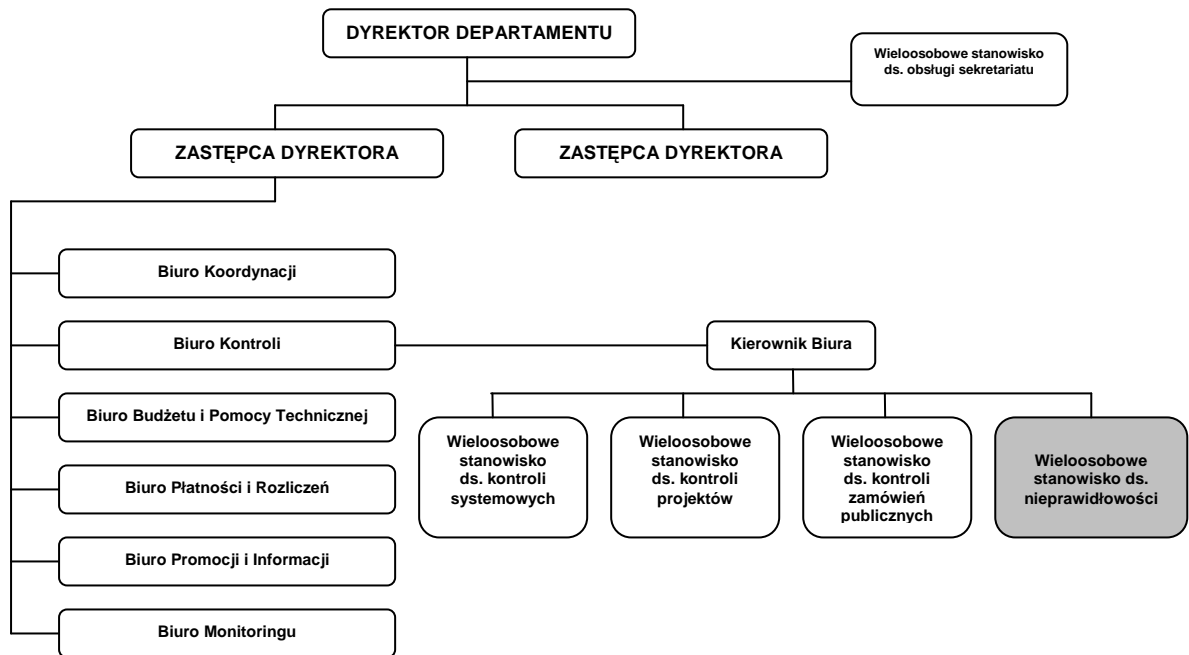 DYREKTOR DEPARTAMENTU
Wieloosobowe stanowisko
ds. obsługi sekretariatu
ZASTĘPCA DYREKTORA
ZASTĘPCA DYREKTORA
Biuro Koordynacji
Biuro Kontroli
Kierownik Biura
Biuro Budżetu i Pomocy Technicznej
Biuro Płatności i Rozliczeń
Biuro Promocji i Informacji
Biuro Monitoringu
Wieloosobowe
stanowisko
ds. kontroli
systemowych
Wieloosobowe
stanowisko
ds. kontroli
projektów
Wieloosobowe
stanowisko
ds. kontroli
zamówień
publicznych
Wieloosobowe
stanowisko ds.
nieprawidłowości